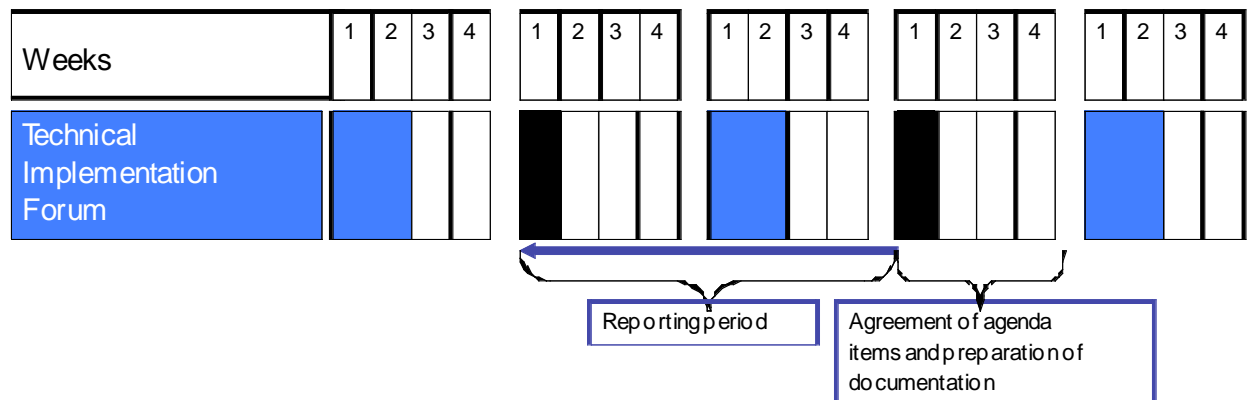 Weeks
1 2 3 4 1 2 3 4 1 2 3 4 1 2 3 4 1 2 3 4
Technical
Implementation
Forum
Reporting period
Agreement of agenda
items and preparation of
documentation